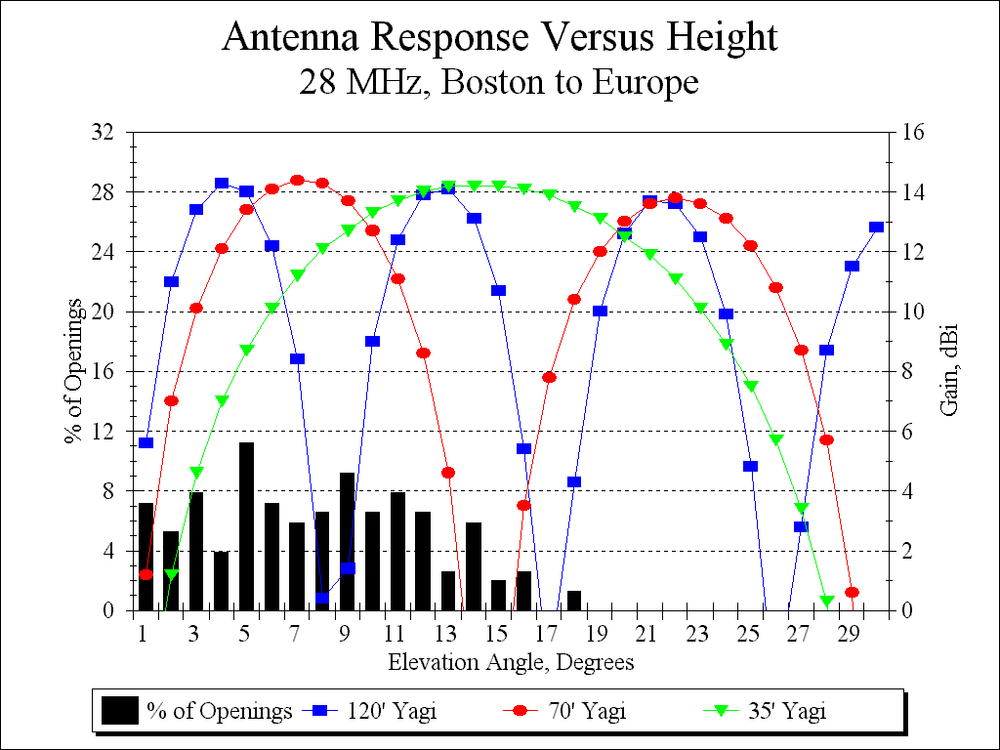 Antenna Response Versus Height
28 MHz, Boston to Europe
32
28
24
20
16
12
8
4
0
% of Openings
16
14
12
10
8
6
4
2
0
Gain, dBi
1 3 5 7 9 11 13 15 17 19 21 23 25 27 29
Elevation Angle, Degrees
% of Openings 120' Yagi 70' Yagi 35' Yagi